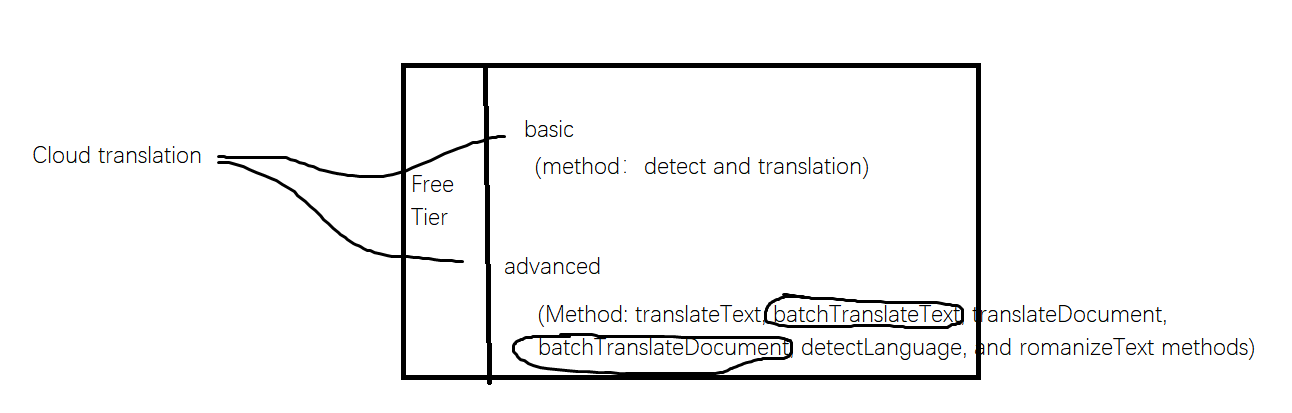 basic
Cloud translation
(method： detect and translation)
Free
Tier
advanced
(Method: translateText, batchTranslateText, translateDocument,
batchTranslateDocument, detectLanguage, and romanizeText methods)